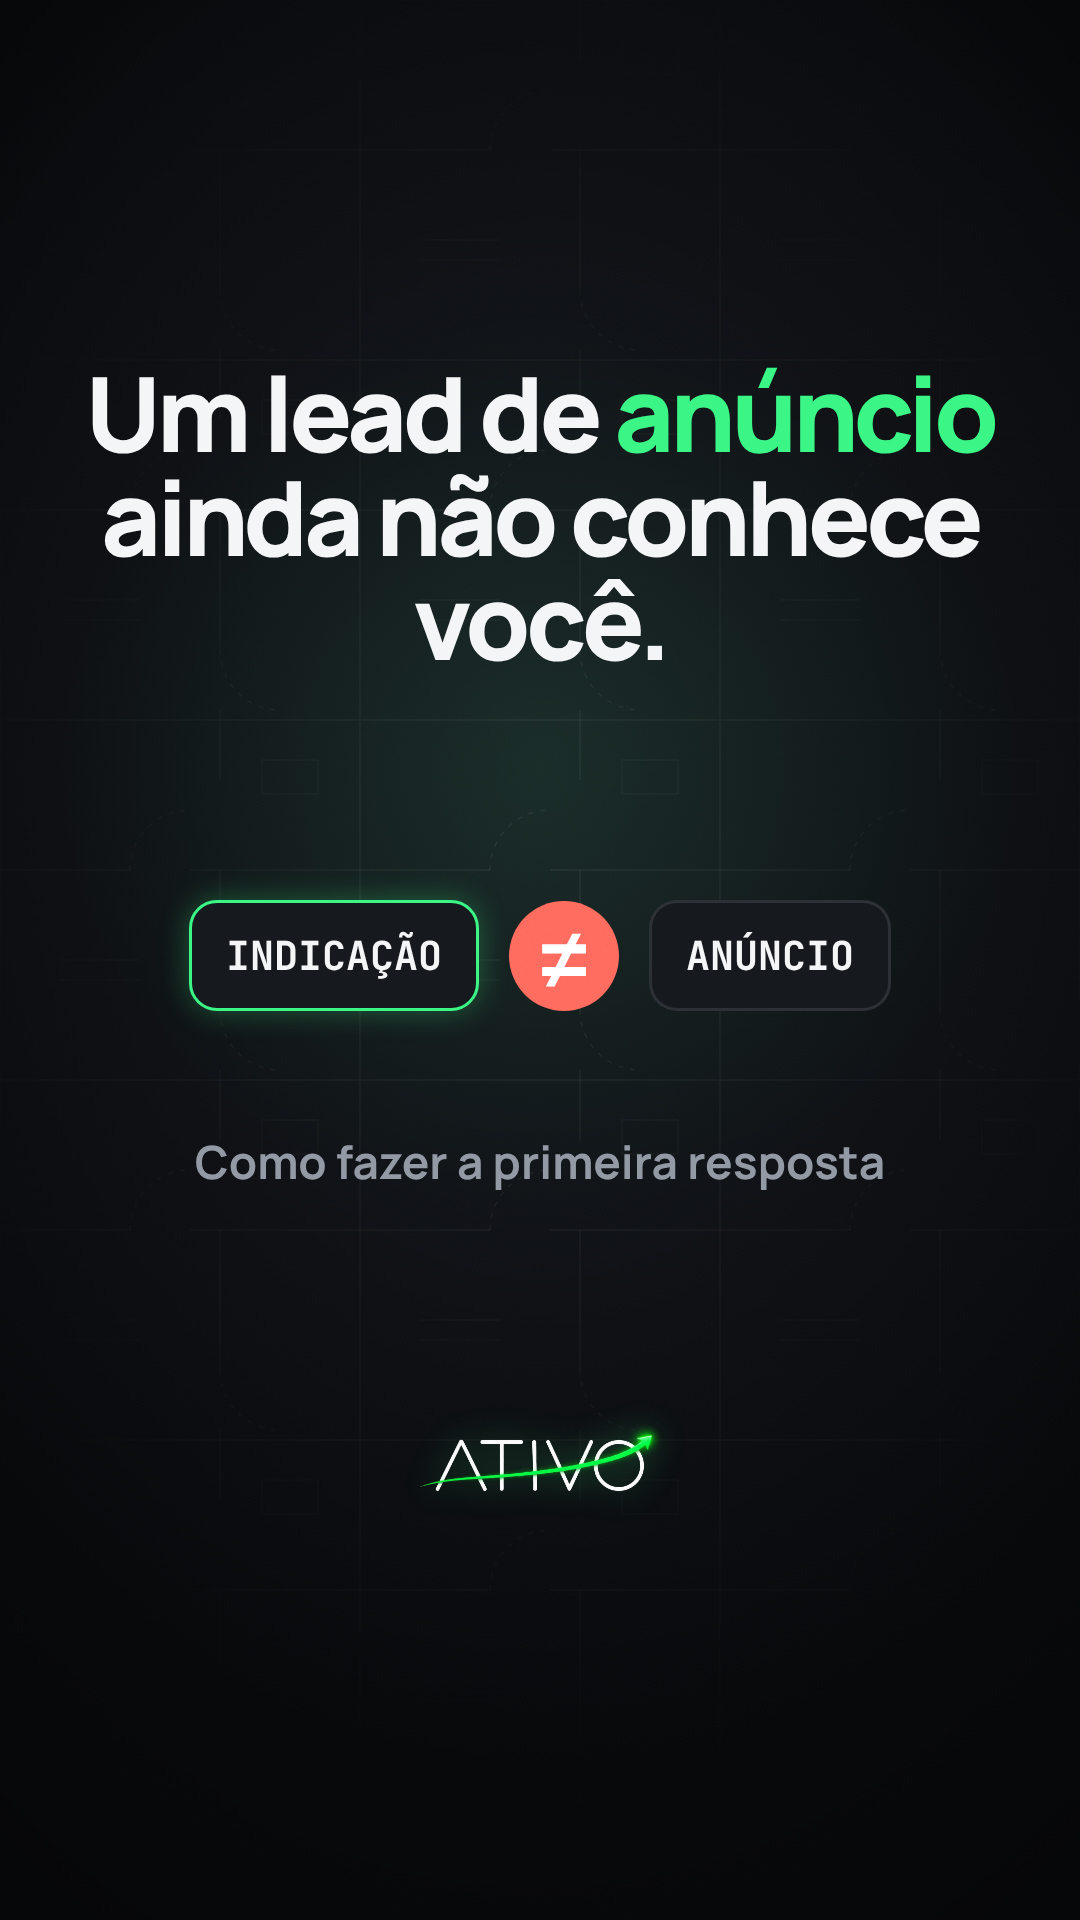 Um lead de anúncio
ainda não conhece
você.
INDICAÇÃO ≠ ANÚNCIO
Como fazer a primeira resposta
ATIVO